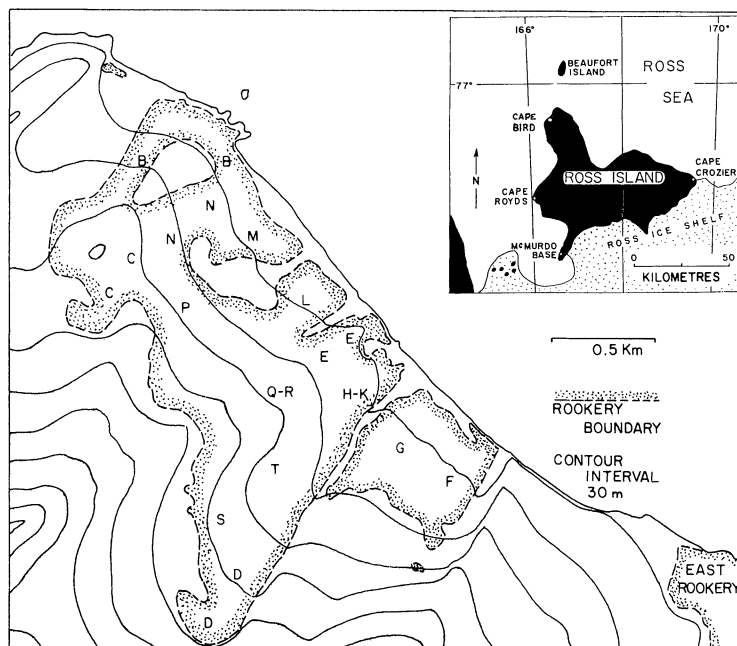 166°
170°
BEAUFORT
ISLAND
ROSS
SEA
77°
CAPE
BIRD
N
ROSS ISLAND
CAPE
CROZIER
CAPE
ROYDS
ROSS ICE SHELF
McMURDO
BASE
0
50
KILOMETRES
B
B
N
M
N
C
C
L
P
E
E
Q-R
H-K
G
F
T
S
D
D
0.5 Km
ROOKERY
BOUNDARY
CONTOUR
INTERVAL
30 m
EAST
ROOKERY